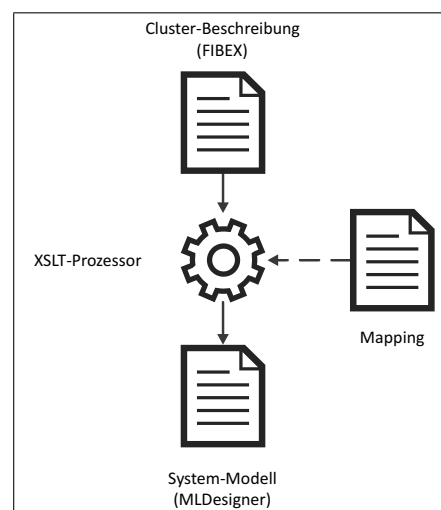 Cluster-Beschreibung
(FIBEX)
XSLT-Prozessor
Mapping
System-Modell
(MLDesigner)